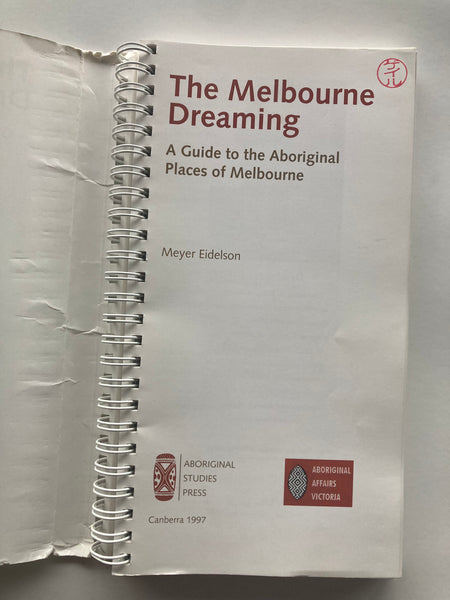 The Melbourne
Dreaming
A Guide to the Aboriginal
Places of Melbourne
Meyer Eidelson
ABORIGINAL
STUDIES
PRESS
ABORIGINAL
AFFAIRS
VICTORIA
Canberra 1997